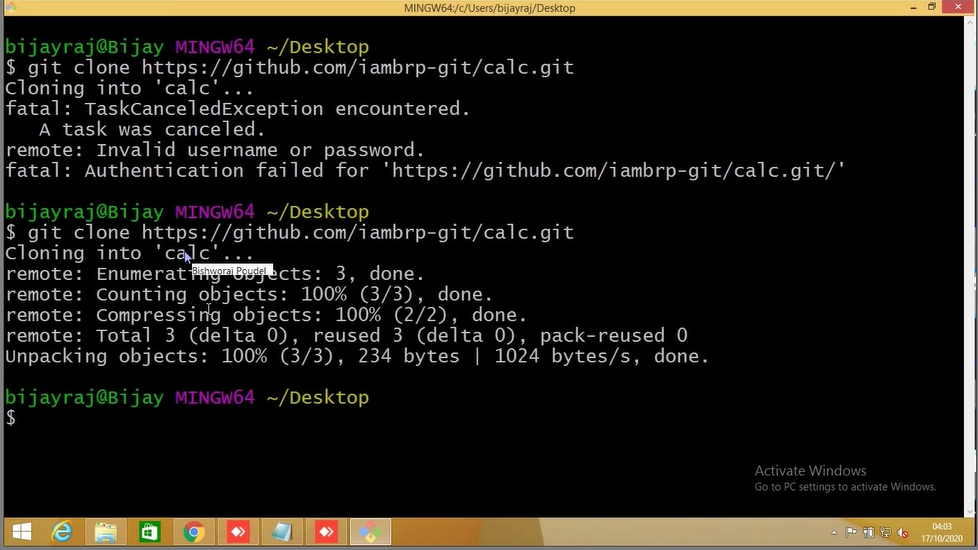 MINGW64:/c/Users/bijayraj/Desktop
bijayraj@Bijay MINGW64 ~/Desktop
$ git clone https://github.com/iambrp-git/calc.git
Cloning into 'calc'...
fatal: TaskCanceledException encountered.
   A task was canceled.
remote: Invalid username or password.
fatal: Authentication failed for 'https://github.com/iambrp-git/calc.git/'
bijayraj@Bijay MINGW64 ~/Desktop
$ git clone https://github.com/iambrp-git/calc.git
Cloning into 'calc'...
Bishworaj Poudel
remote: Enumerating objects: 3, done.
remote: Counting objects: 100% (3/3), done.
remote: Compressing objects: 100% (2/2), done.
remote: Total 3 (delta 0), reused 3 (delta 0), pack-reused 0
Unpacking objects: 100% (3/3), 234 bytes | 1024 bytes/s, done.
bijayraj@Bijay MINGW64 ~/Desktop
$
Activate Windows
Go to PC settings to activate Windows.
04:03
17/10/2020